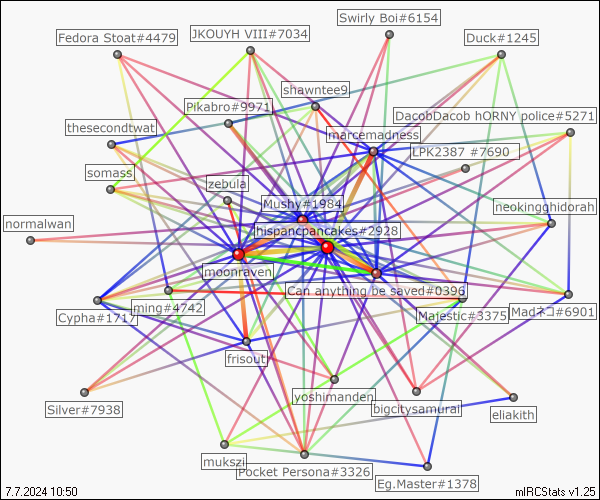 Swirly Boi#6154
Fedora Stoat#4479
JKOUYH VIII#7034
Duck#1245
shawntee9
Pikabro#9971
DacobDacob hORNY police#5271
thesecondtwat
marcemadness
LPK2387 #7690
somass
zebula
Mushy#1984
neokingghidorah
normalwan
hispancpancakes#2928
moonraven
Can anything be saved#0396
ming#4742
Cypha#1717
Majestic#3375
Madネコ#6901
frisouti
yoshimanden
Silver#7938
bigcitysamurai
eliakith
mukszi
Pocket Persona#3326
Eg.Master#1378
7.7.2024 10:50
mIRCStats v1.25